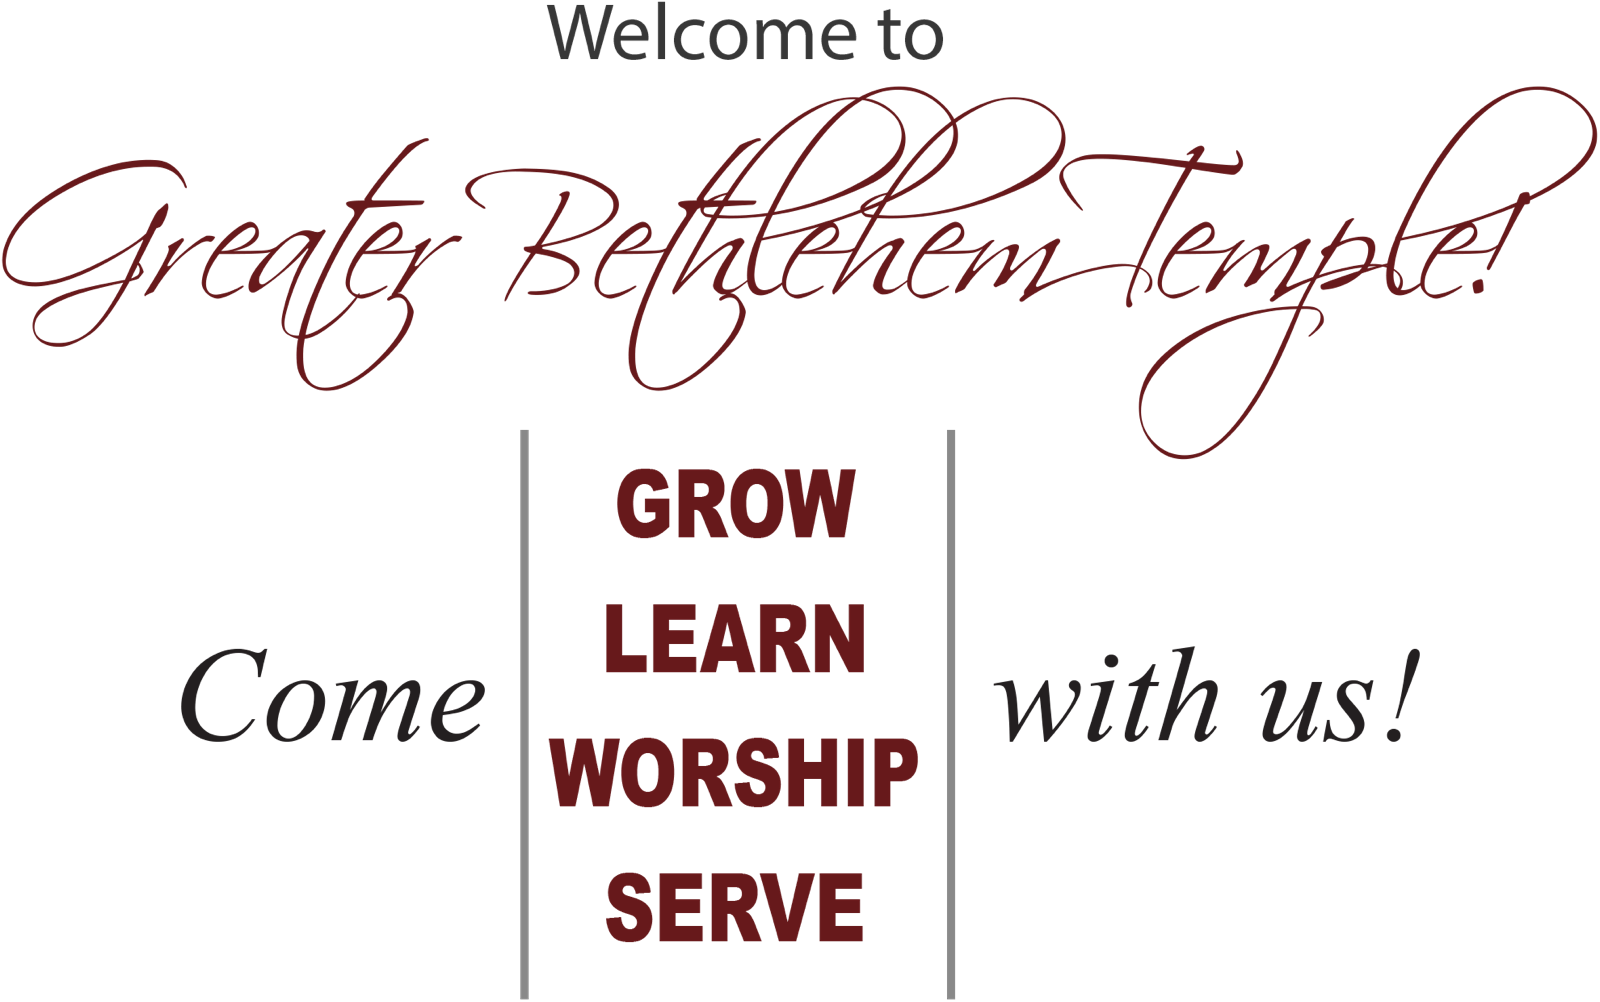 Welcome to
Greater Bethlehem Temple!
GROW
LEARN
Come
with us!
WORSHIP
SERVE